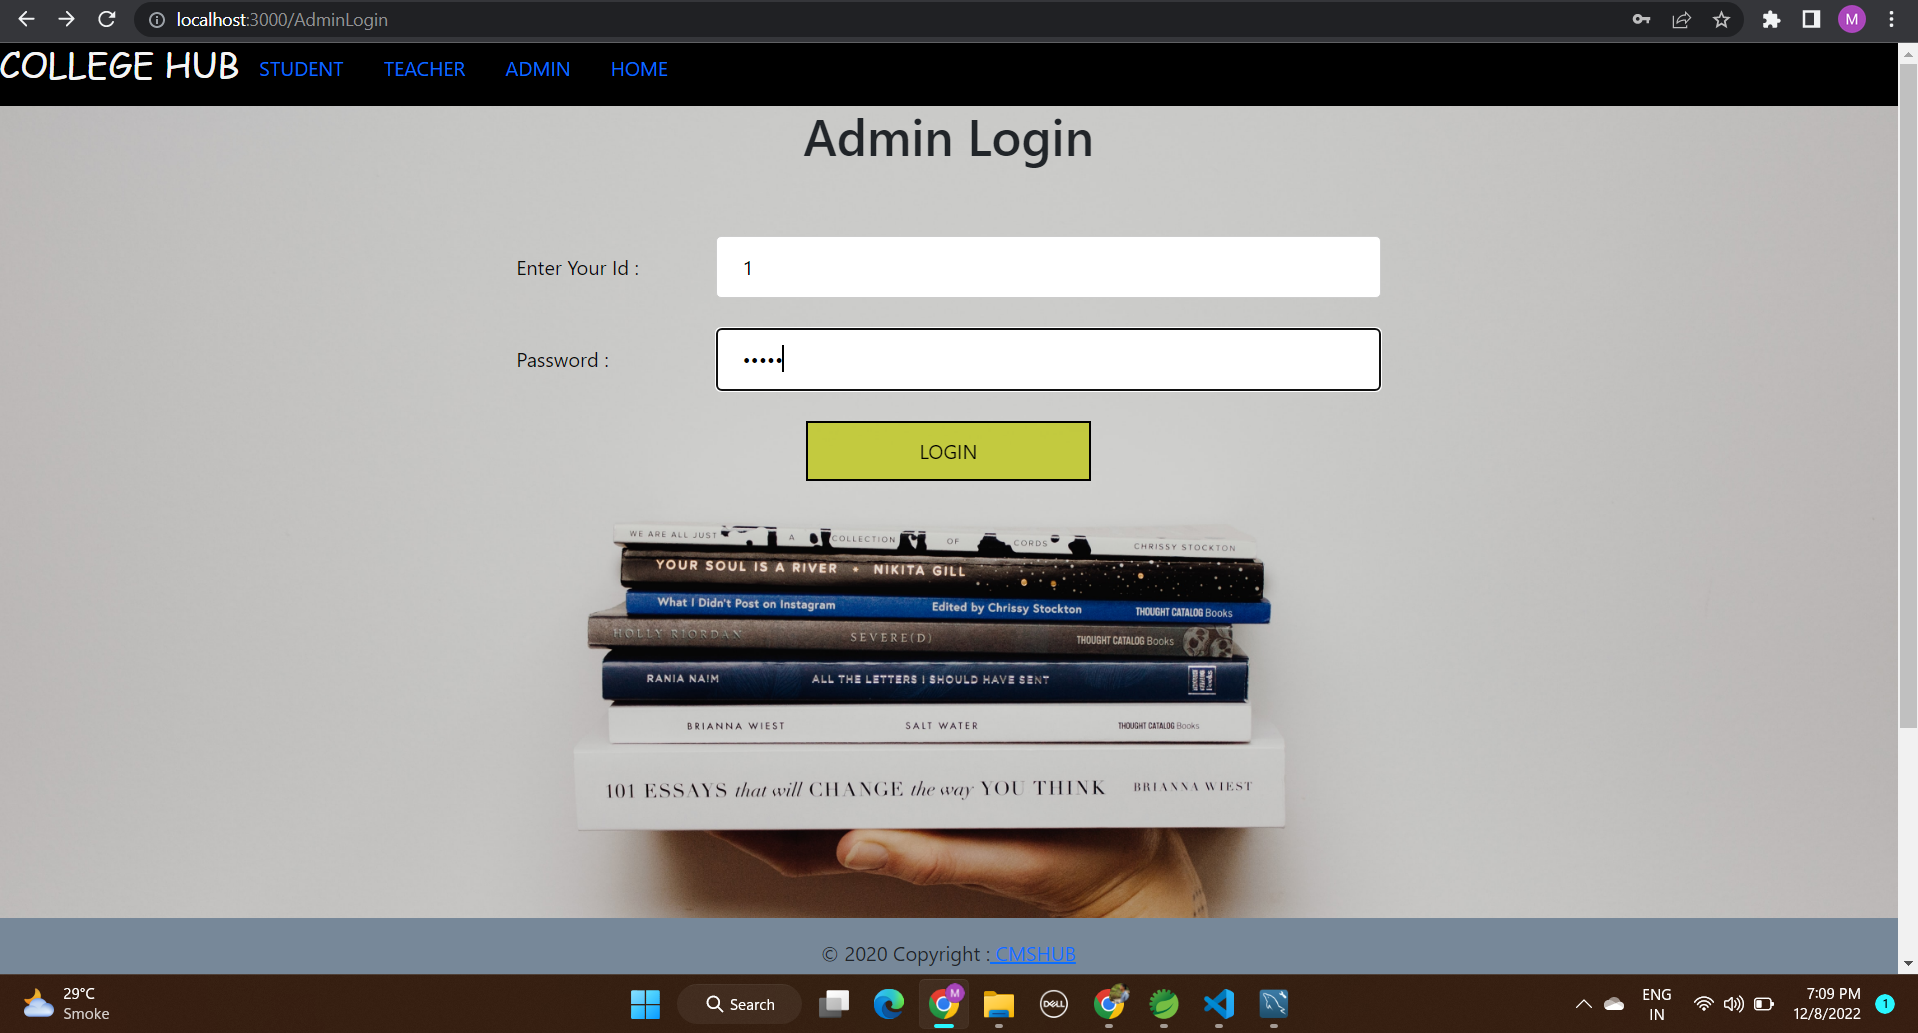 localhost:3000/AdminLogin
M
COLLEGE HUB STUDENT TEACHER ADMIN HOME
Admin Login
Enter Your Id : 1
Password : •••••
LOGIN
WE ARE ALL JUST A COLLECTION OF CORDS CHRISSY STOCKTON
YOUR SOUL IS A RIVER • NIKITA GILL
What I Didn't Post on Instagram Edited by Chrissy Stockton THOUGHT CATALOG Books
HOLLY RIORDAN SEVERE(D) THOUGHT CATALOG Books
RANIA NAIM ALL THE LETTERS I SHOULD HAVE SENT
BRIANNA WIEST SALT WATER THOUGHT CATALOG Books
101 ESSAYS that will CHANGE the way YOU THINK BRIANNA WIEST
© 2020 Copyright : CMSHUB
29°C
Smoke
Search
M
DELL
ENG
IN
7:09 PM
12/8/2022
1